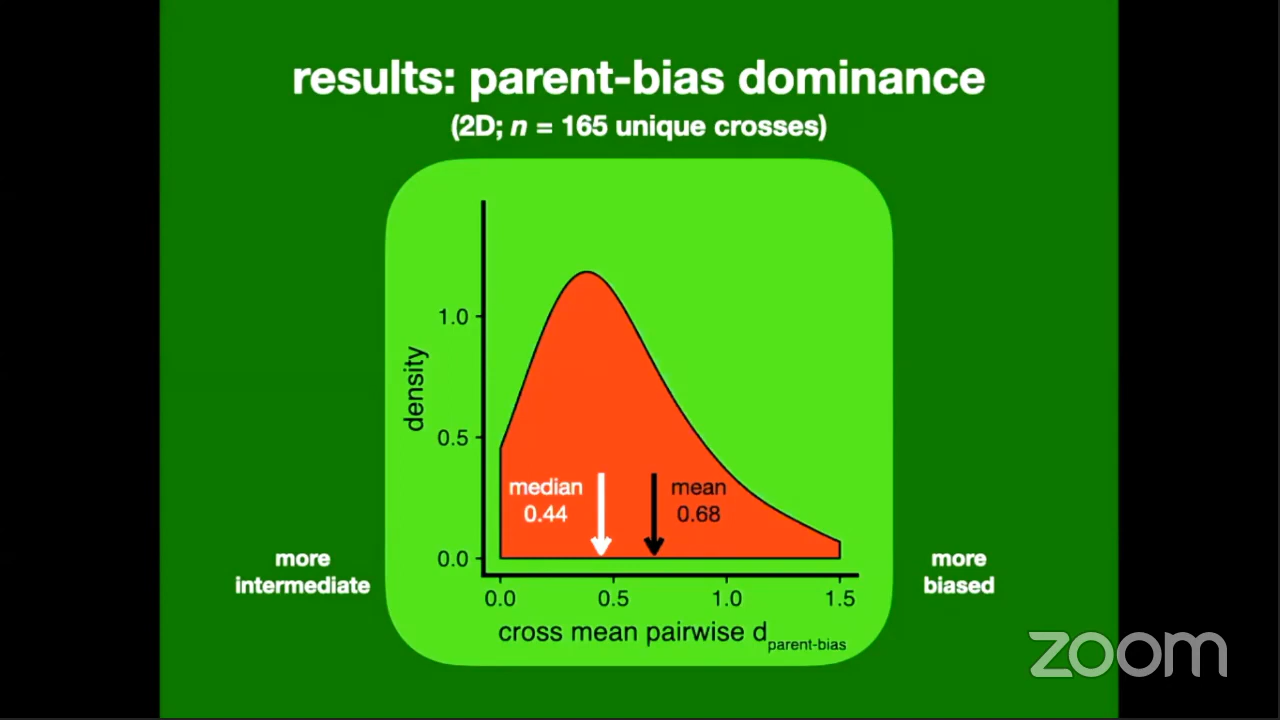 results: parent-bias dominance
(2D; n = 165 unique crosses)
density
1.0
0.5
0.0
median
0.44
mean
0.68
more
intermediate
more
biased
0.0 0.5 1.0 1.5
cross mean pairwise d parent-bias
zoom